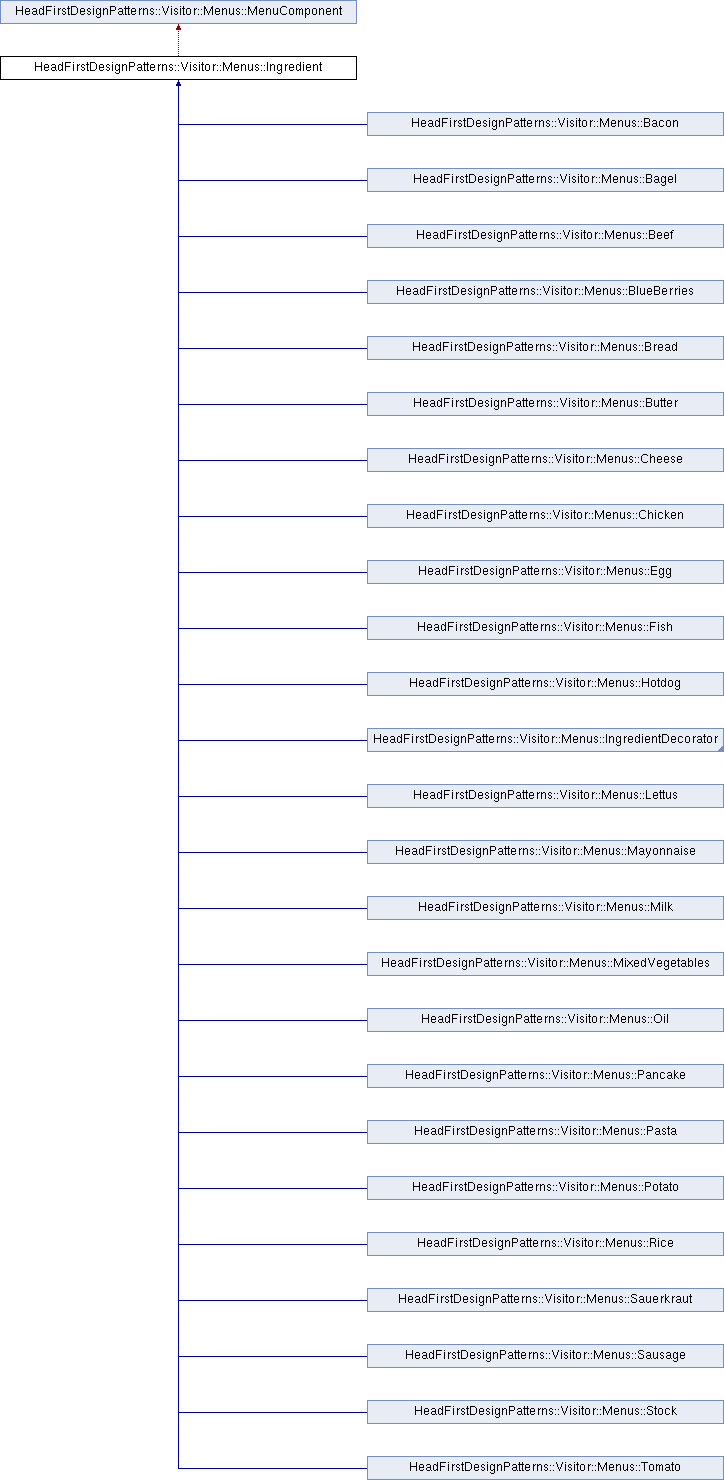 HeadFirstDesignPatterns::Visitor::Menus::MenuComponent
HeadFirstDesignPatterns::Visitor::Menus::Ingredient
HeadFirstDesignPatterns::Visitor::Menus::Bacon
HeadFirstDesignPatterns::Visitor::Menus::Bagel
HeadFirstDesignPatterns::Visitor::Menus::Beef
HeadFirstDesignPatterns::Visitor::Menus::BlueBerries
HeadFirstDesignPatterns::Visitor::Menus::Bread
HeadFirstDesignPatterns::Visitor::Menus::Butter
HeadFirstDesignPatterns::Visitor::Menus::Cheese
HeadFirstDesignPatterns::Visitor::Menus::Chicken
HeadFirstDesignPatterns::Visitor::Menus::Egg
HeadFirstDesignPatterns::Visitor::Menus::Fish
HeadFirstDesignPatterns::Visitor::Menus::Hotdog
HeadFirstDesignPatterns::Visitor::Menus::IngredientDecorator
HeadFirstDesignPatterns::Visitor::Menus::Lettus
HeadFirstDesignPatterns::Visitor::Menus::Mayonnaise
HeadFirstDesignPatterns::Visitor::Menus::Milk
HeadFirstDesignPatterns::Visitor::Menus::MixedVegetables
HeadFirstDesignPatterns::Visitor::Menus::Oil
HeadFirstDesignPatterns::Visitor::Menus::Pancake
HeadFirstDesignPatterns::Visitor::Menus::Pasta
HeadFirstDesignPatterns::Visitor::Menus::Potato
HeadFirstDesignPatterns::Visitor::Menus::Rice
HeadFirstDesignPatterns::Visitor::Menus::Sauerkraut
HeadFirstDesignPatterns::Visitor::Menus::Sausage
HeadFirstDesignPatterns::Visitor::Menus::Stock
HeadFirstDesignPatterns::Visitor::Menus::Tomato